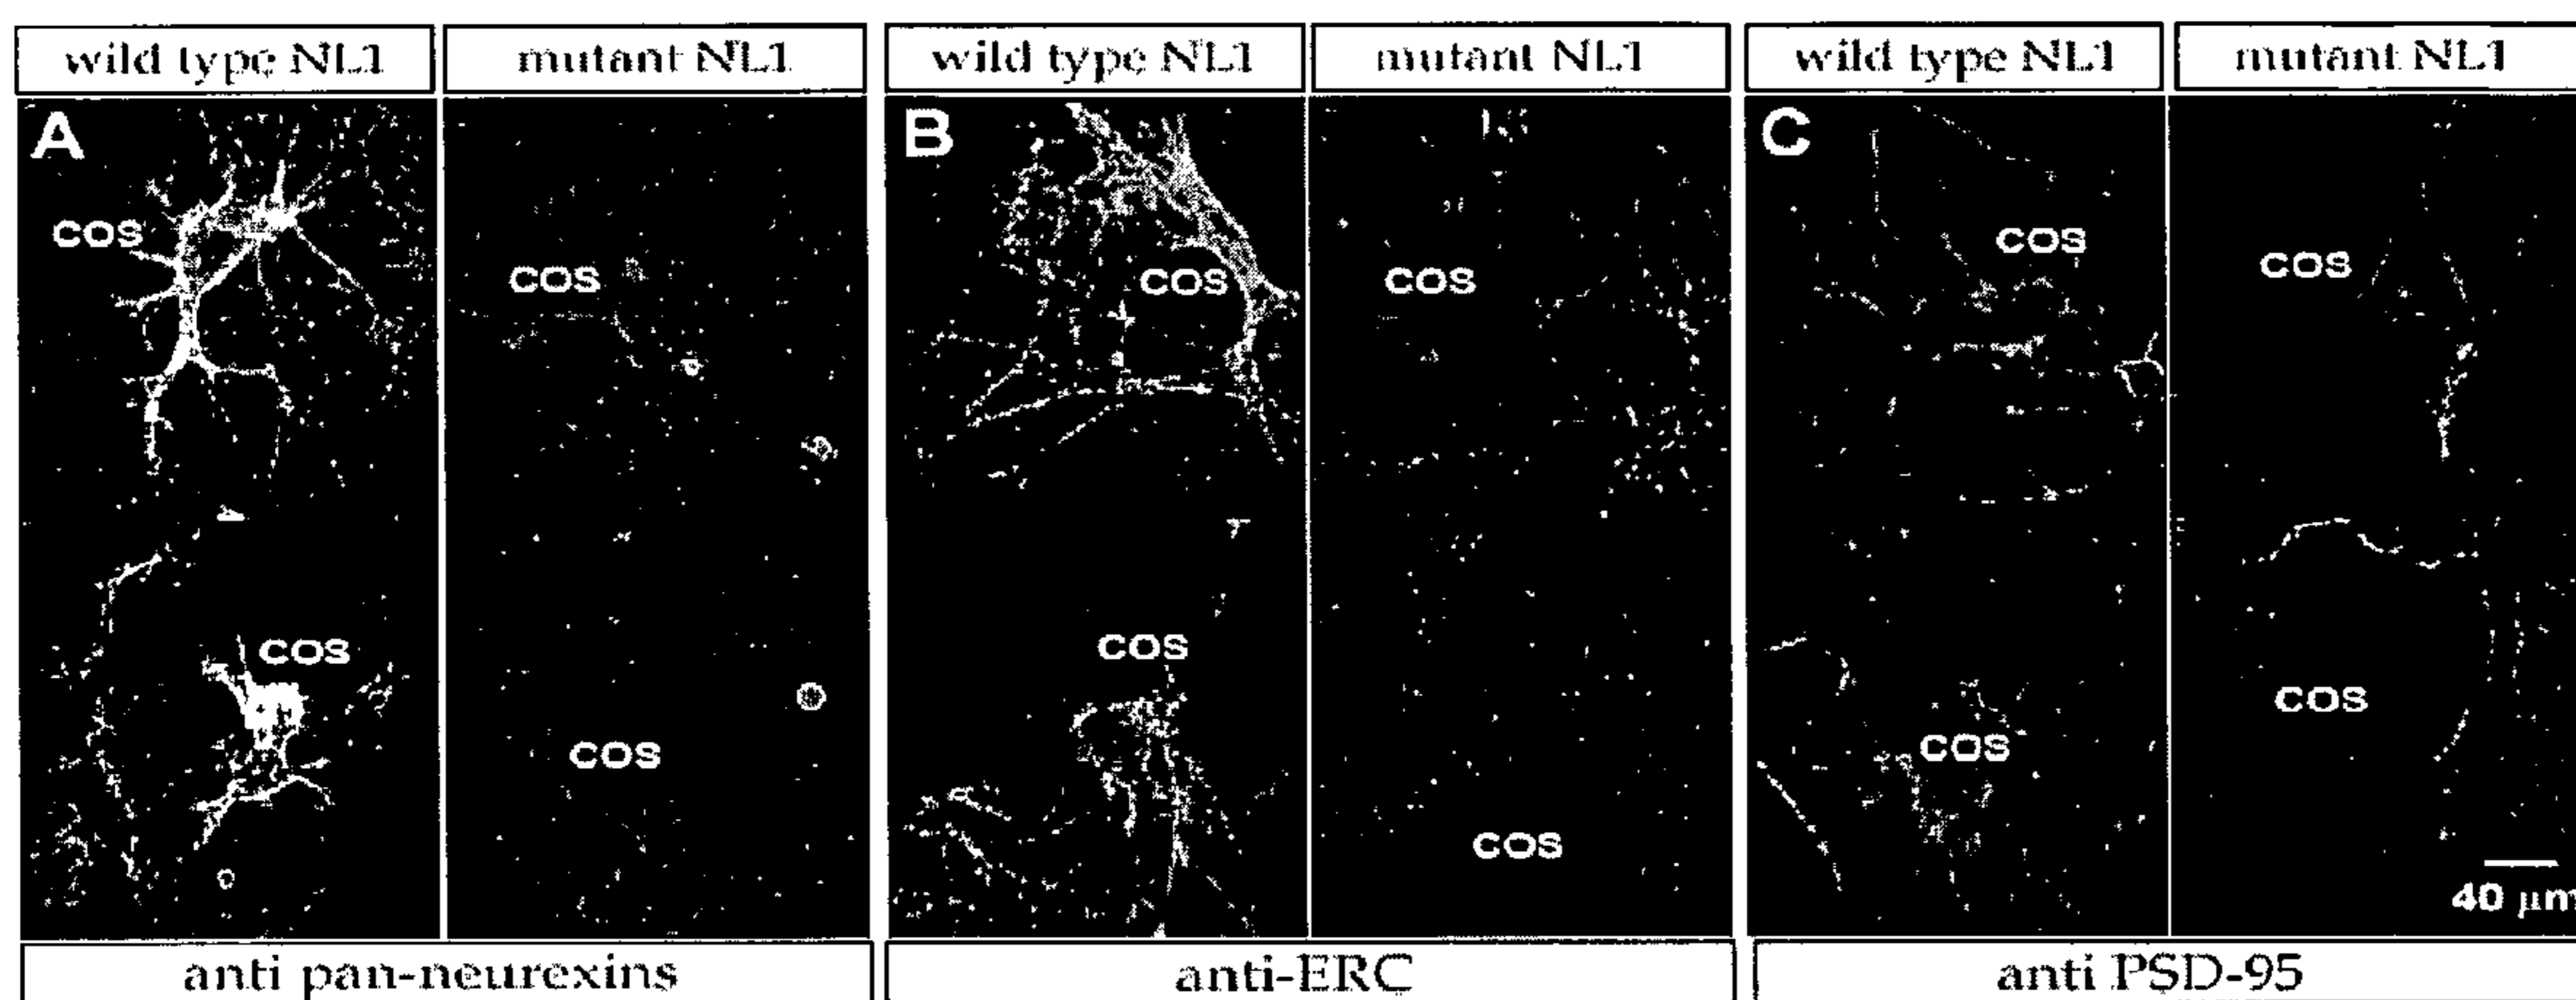 wild type NL1 mutant NL1 wild type NL1 mutant NL1 wild type NL1 mutant NL1
A B C
COS COS COS COS COS COS
COS COS COS COS COS COS
40 µm
anti pan-neurexins anti-ERC anti PSD-95